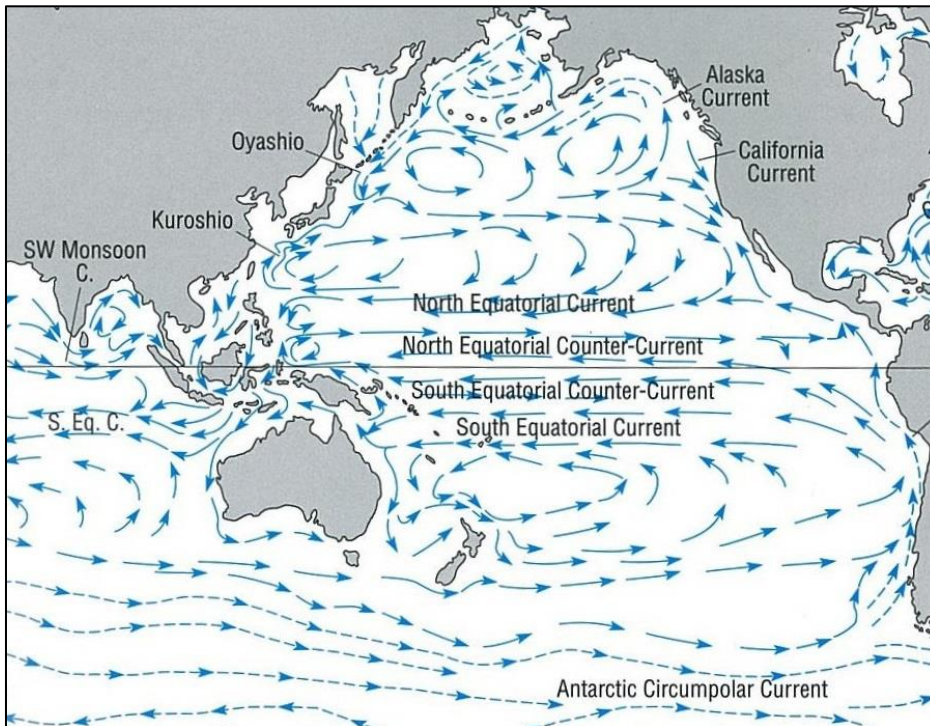 Alaska
Current
Oyashio
California
Current
Kuroshio
SW Monsoon
C.
North Equatorial Current
North Equatorial Counter-Current
South Equatorial Counter-Current
S. Eq. C.
South Equatorial Current
Antarctic Circumpolar Current